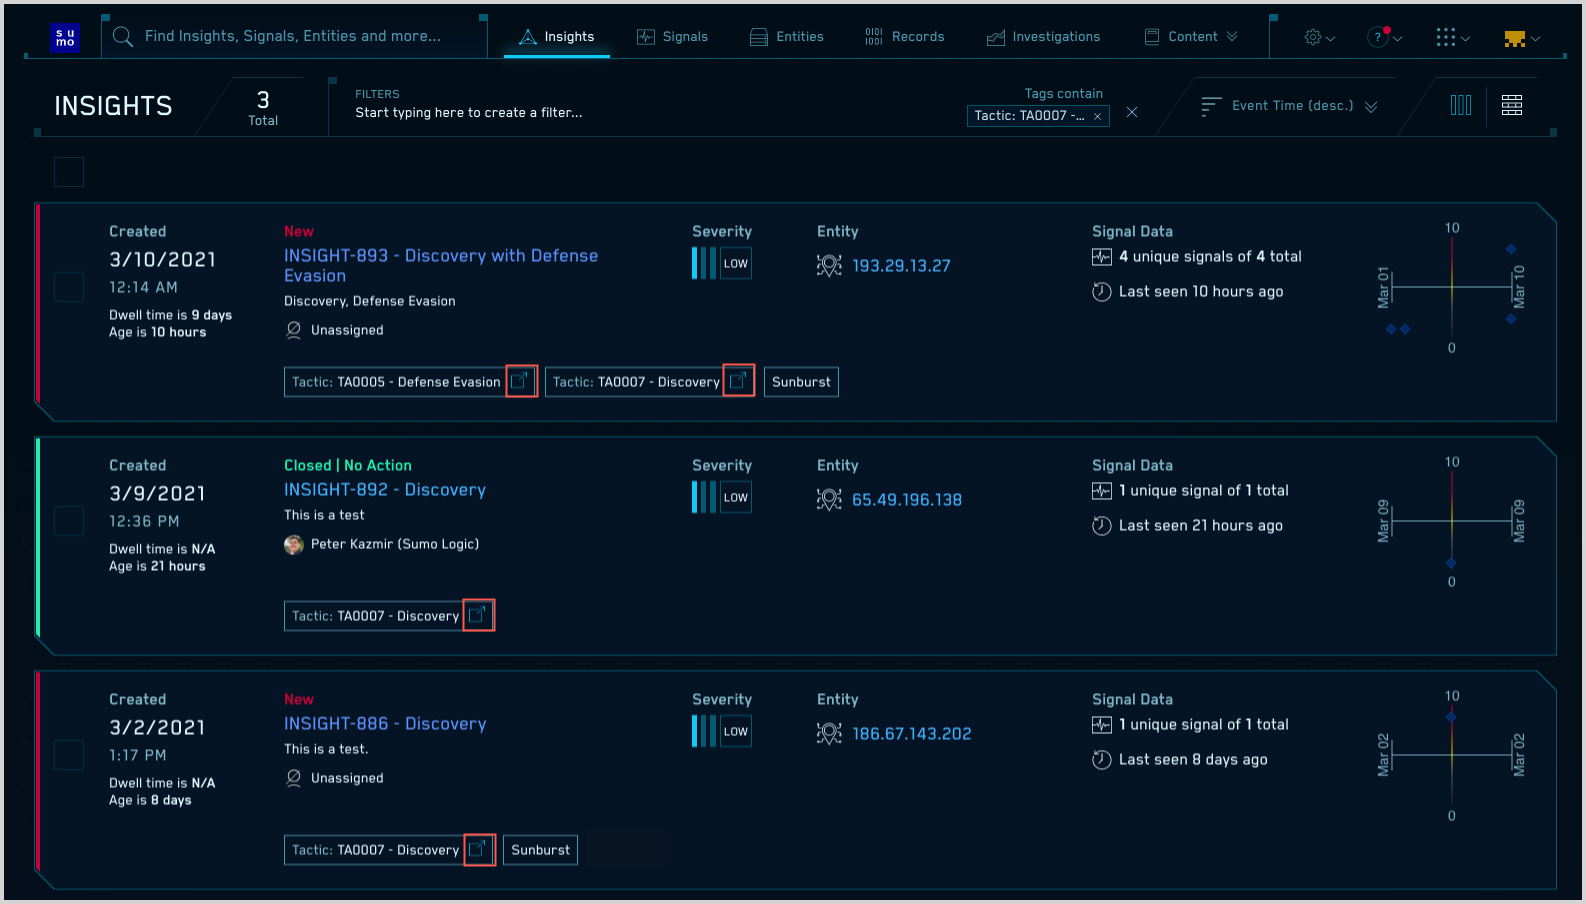 su
mo
Find Insights, Signals, Entities and more...
Insights
Signals
Entities
0101
1001
Records
Investigations
Content
?
INSIGHTS
3
Total
FILTERS
Start typing here to create a filter...
Tags contain
Tactic: TA0007 -...
Event Time (desc.)
Created
3/10/2021
12:14 AM
Dwell time is 9 days
Age is 10 hours
New
INSIGHT-893 - Discovery with Defense
Evasion
Discovery, Defense Evasion
Unassigned
Tactic: TA0005 - Defense Evasion
Tactic: TA0007 - Discovery
Sunburst
Severity
LOW
Entity
193.29.13.27
Signal Data
4 unique signals of 4 total
Last seen 10 hours ago
10
Mar 01
Mar 10
0
Created
3/9/2021
12:36 PM
Dwell time is N/A
Age is 21 hours
Closed | No Action
INSIGHT-892 - Discovery
This is a test
Peter Kazmir (Sumo Logic)
Tactic: TA0007 - Discovery
Severity
LOW
Entity
65.49.196.138
Signal Data
1 unique signal of 1 total
Last seen 21 hours ago
10
Mar 09
Mar 09
0
Created
3/2/2021
1:17 PM
Dwell time is N/A
Age is 8 days
New
INSIGHT-886 - Discovery
This is a test.
Unassigned
Tactic: TA0007 - Discovery
Sunburst
Severity
LOW
Entity
186.67.143.202
Signal Data
1 unique signal of 1 total
Last seen 8 days ago
10
Mar 02
Mar 02
0